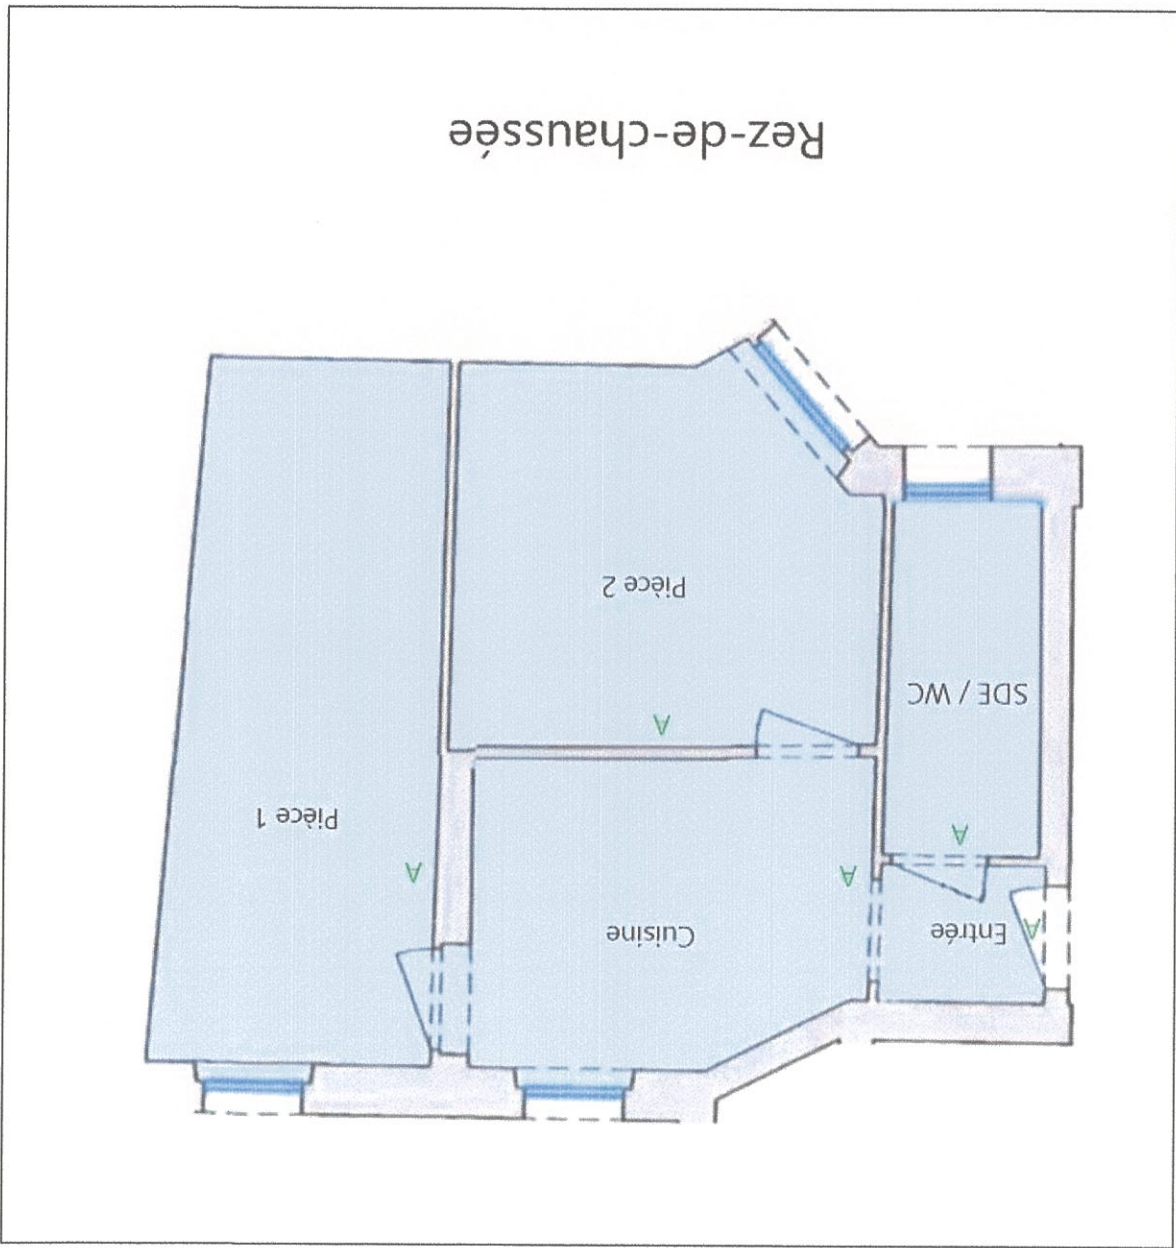 Cuisine
Entrée
A
A
A
A
Pièce 1
SDE / WC
A
Pièce 2
Rez-de-chaussée